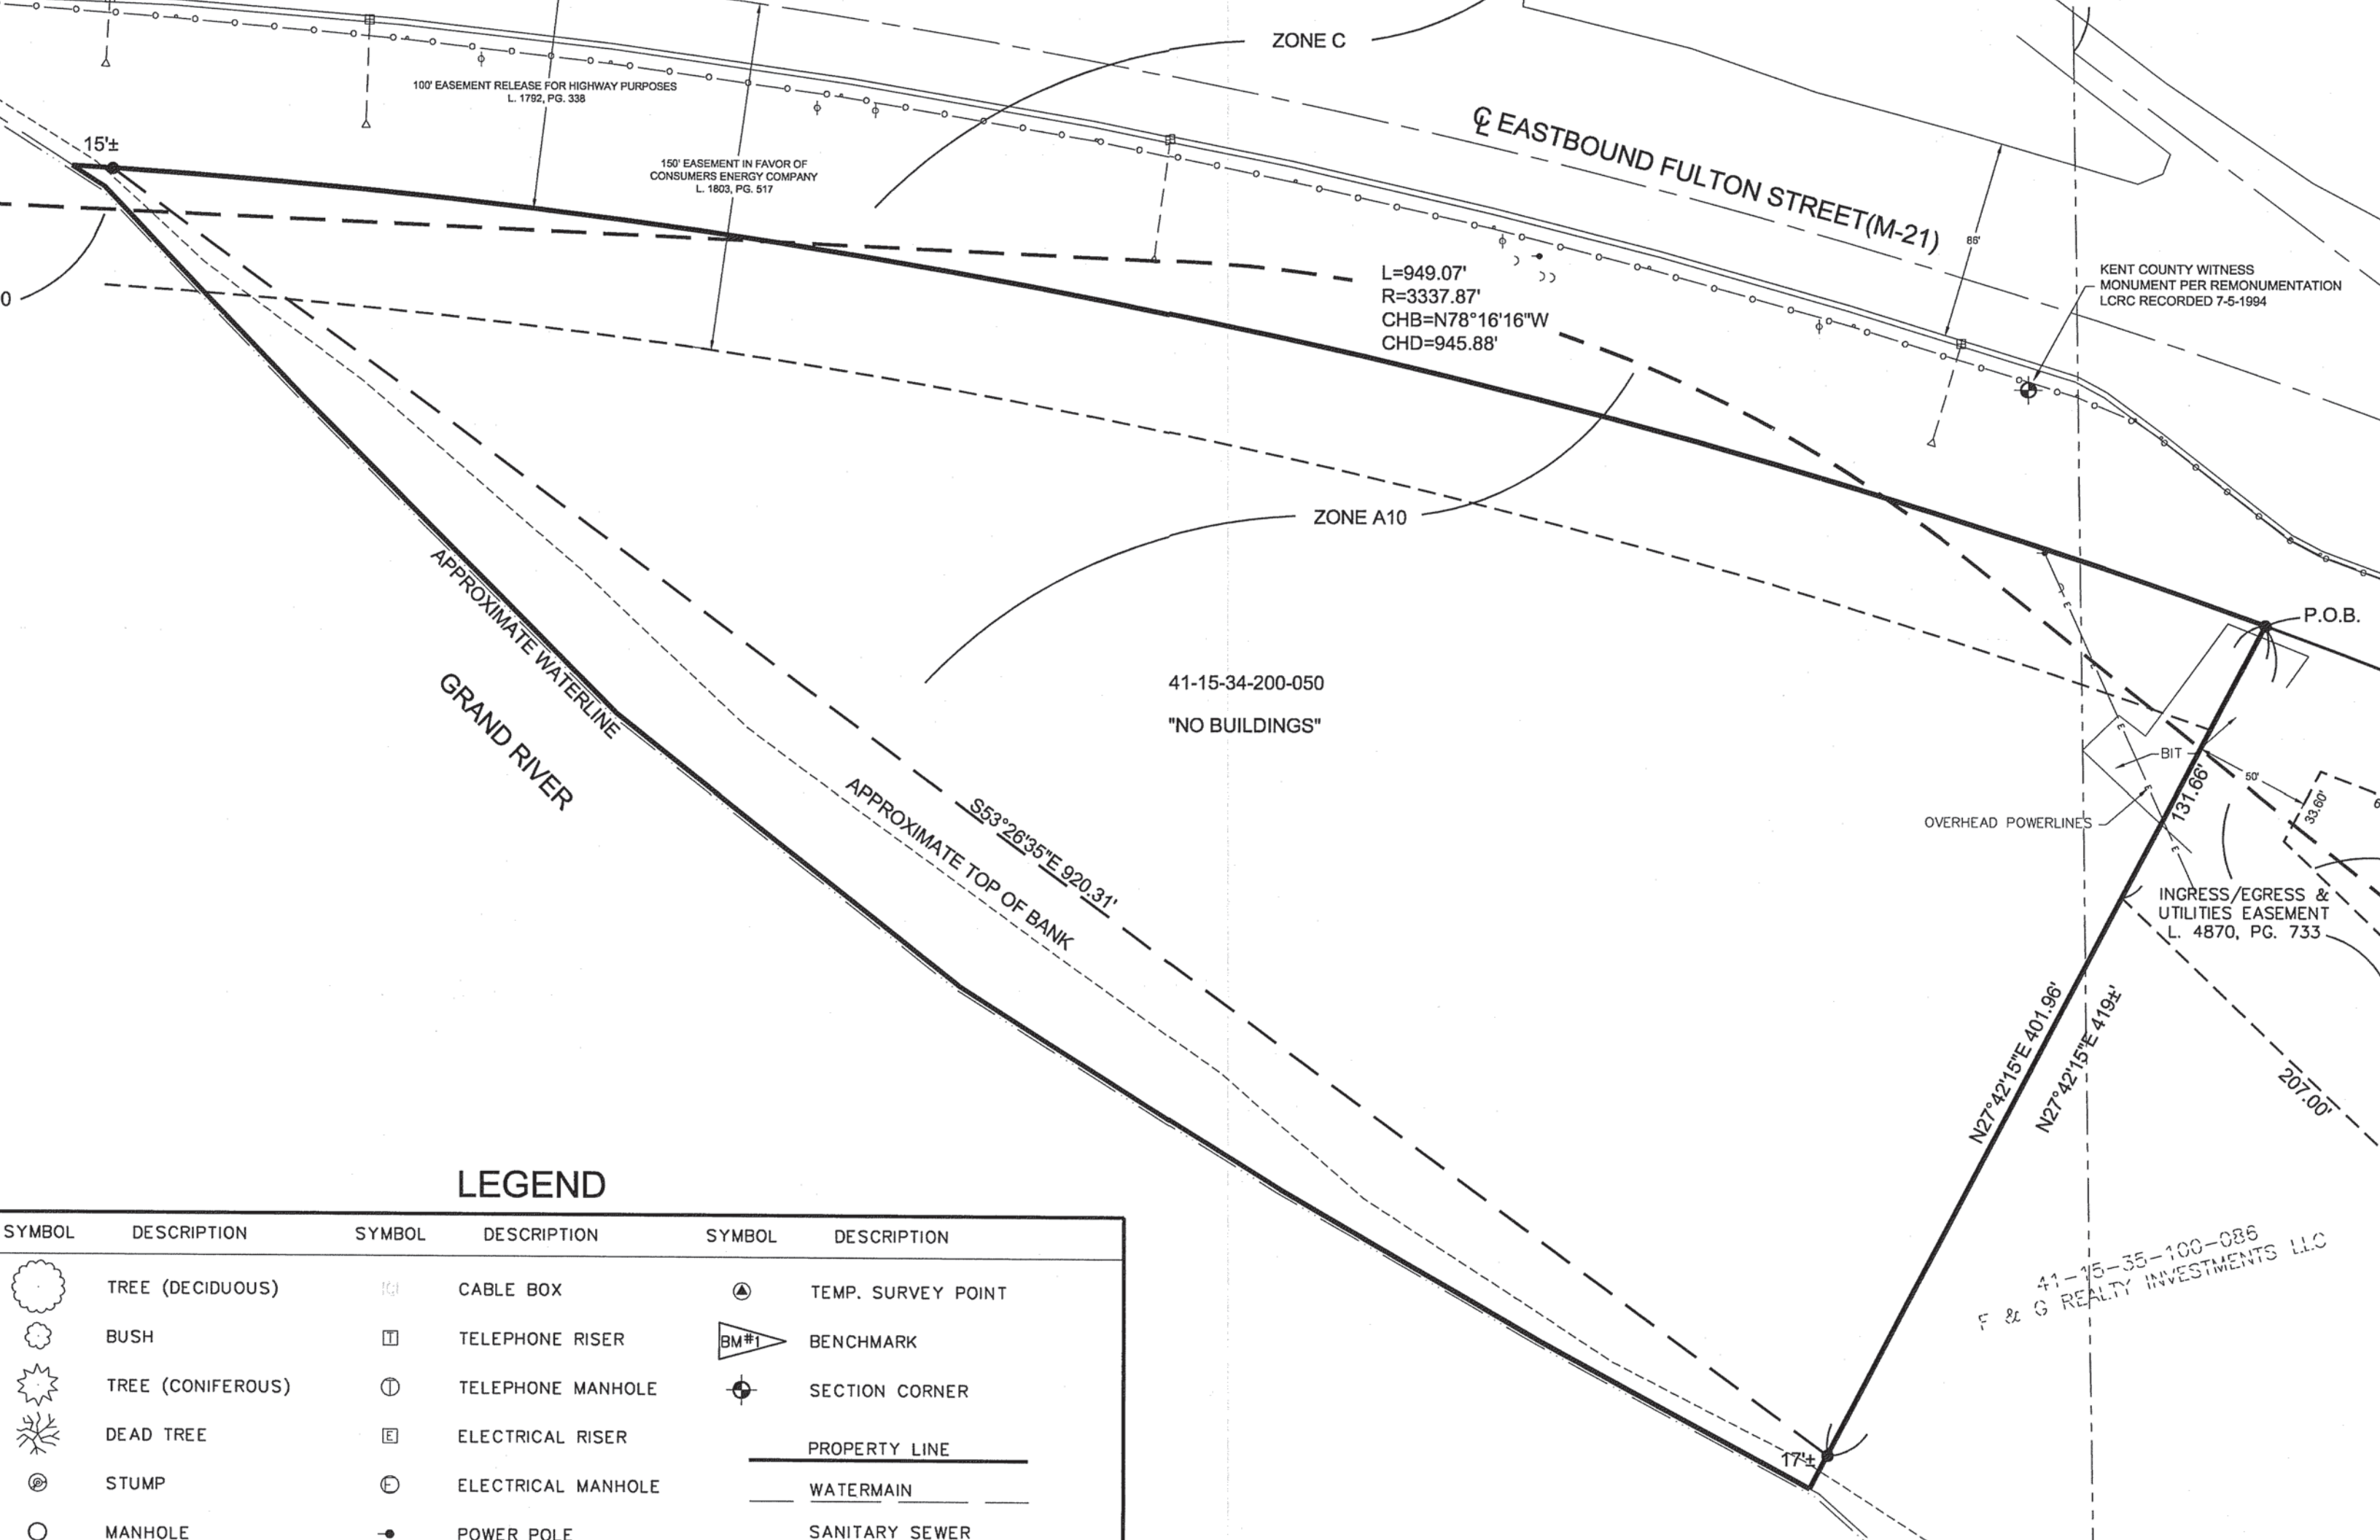 ZONE C
100' EASEMENT RELEASE FOR HIGHWAY PURPOSES
L. 1792, PG. 338
15'±
150' EASEMENT IN FAVOR OF
CONSUMERS ENERGY COMPANY
L. 1803, PG. 517
℄ EASTBOUND FULTON STREET(M-21)
86'
KENT COUNTY WITNESS
MONUMENT PER REMONUMENTATION
LCRC RECORDED 7-5-1994
0
L=949.07'
R=3337.87'
CHB=N78°16'16"W
CHD=945.88'
ZONE A10
P.O.B.
E
E
E
E
E
APPROXIMATE WATERLINE
GRAND RIVER
41-15-34-200-050
"NO BUILDINGS"
BIT
50'
33.60'
6
131.66'
OVERHEAD POWERLINES
S53°26'35"E 920.31'
APPROXIMATE TOP OF BANK
INGRESS/EGRESS &
UTILITIES EASEMENT
L. 4870, PG. 733
N27°42'15"E 401.96'
N27°42'15"E 419±'
207.00'
41-15-35-100-086
F & G REALTY INVESTMENTS LLC
17'±
LEGEND
SYMBOL DESCRIPTION SYMBOL DESCRIPTION SYMBOL DESCRIPTION
TREE (DECIDUOUS) CABLE BOX TEMP. SURVEY POINT
BUSH T TELEPHONE RISER BM#1 BENCHMARK
TREE (CONIFEROUS) T TELEPHONE MANHOLE SECTION CORNER
DEAD TREE E ELECTRICAL RISER PROPERTY LINE
STUMP E ELECTRICAL MANHOLE WATERMAIN
MANHOLE POWER POLE SANITARY SEWER